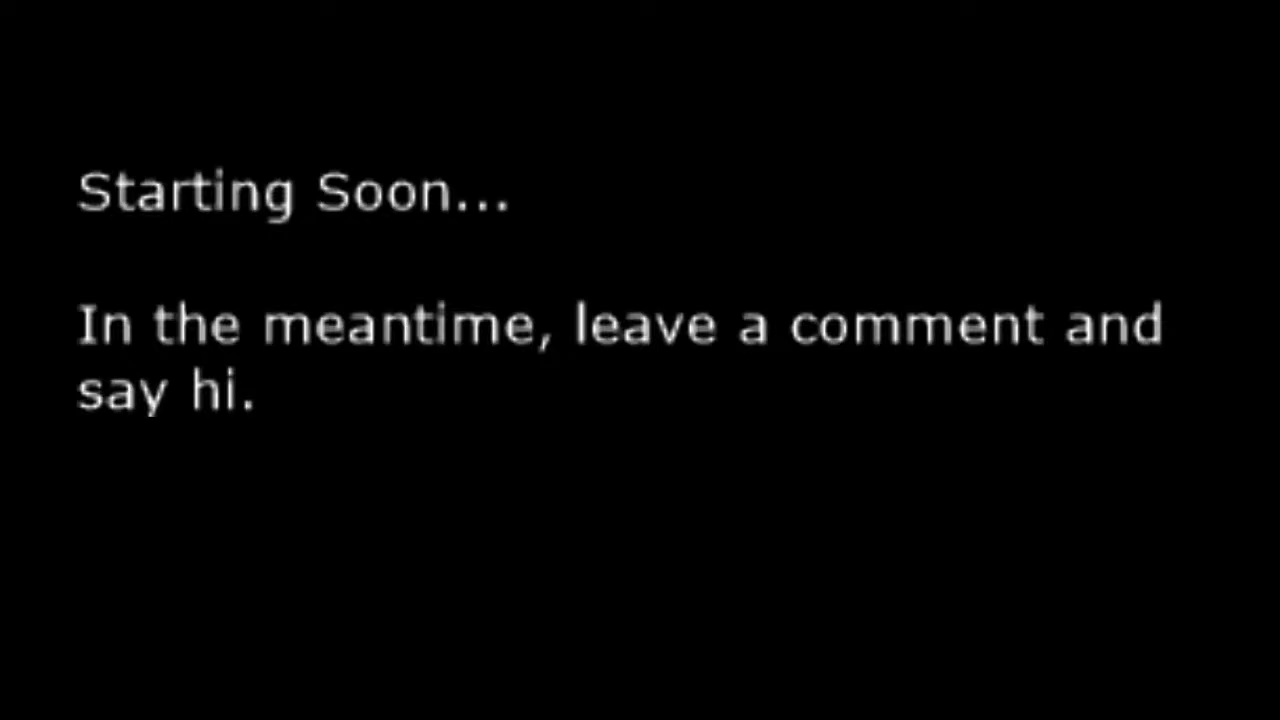 Starting Soon...
In the meantime, leave a comment and
say hi.